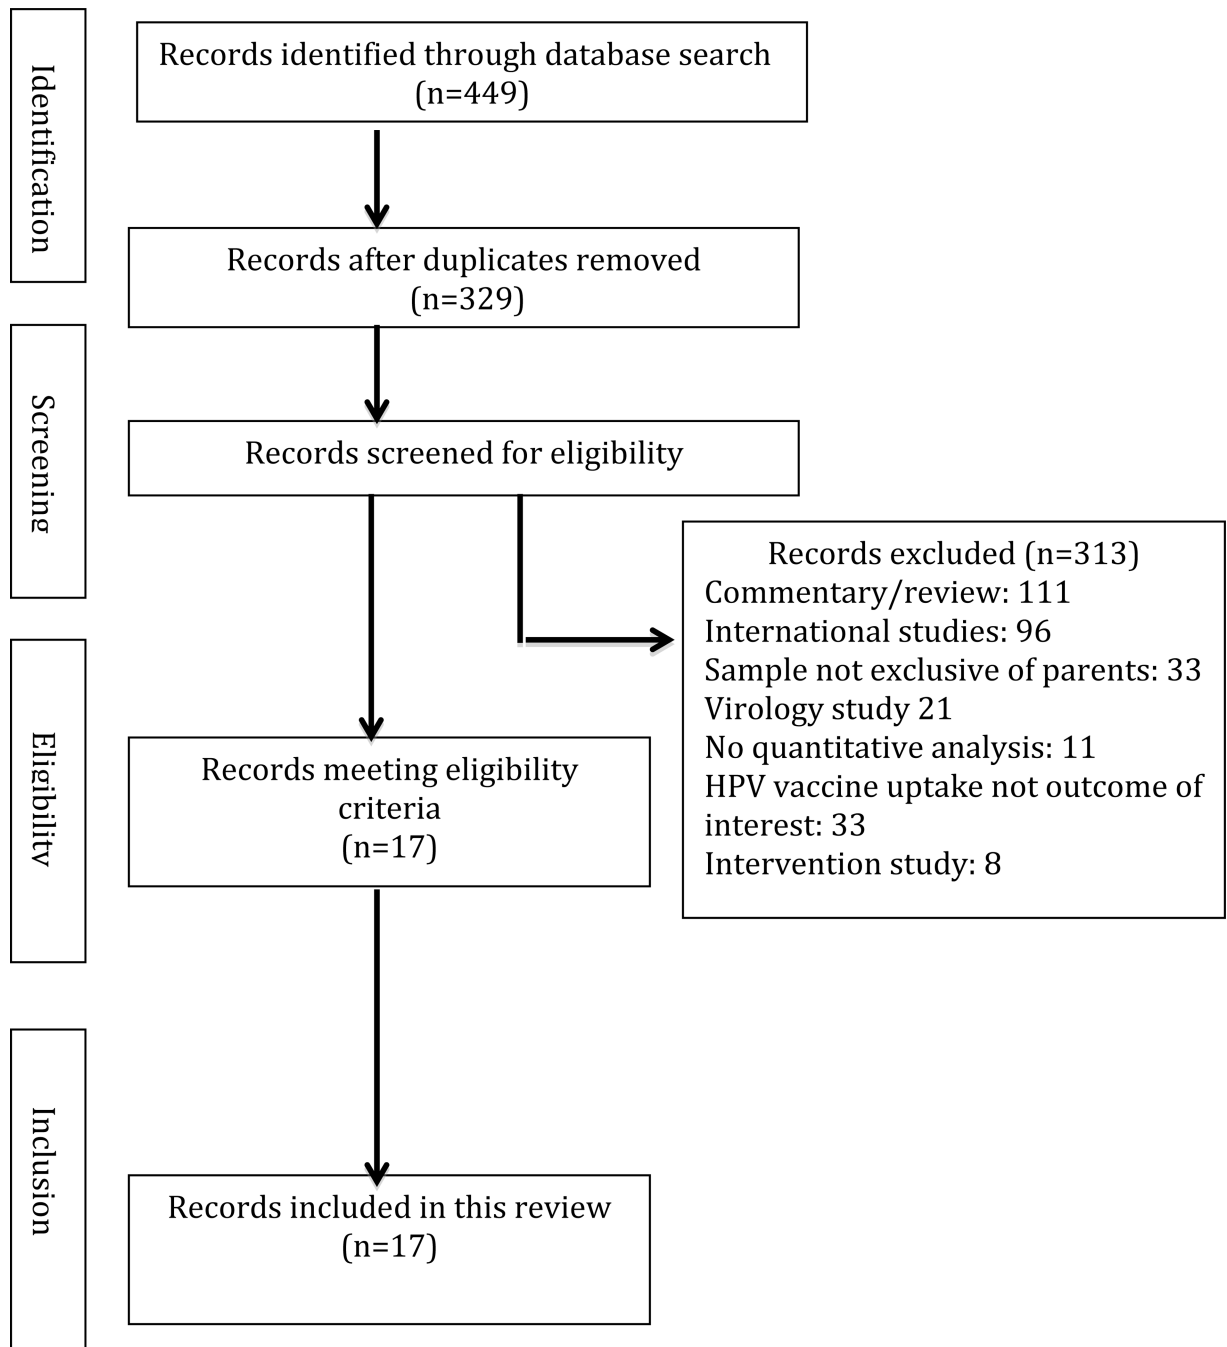 Identification
Records identified through database search
(n=449)
Records after duplicates removed
(n=329)
Screening
Records screened for eligibility
Records excluded (n=313)
Commentary/review: 111
International studies: 96
Sample not exclusive of parents: 33
Virology study 21
No quantitative analysis: 11
HPV vaccine uptake not outcome of
interest: 33
Intervention study: 8
Eligibility
Records meeting eligibility
criteria
(n=17)
Inclusion
Records included in this review
(n=17)